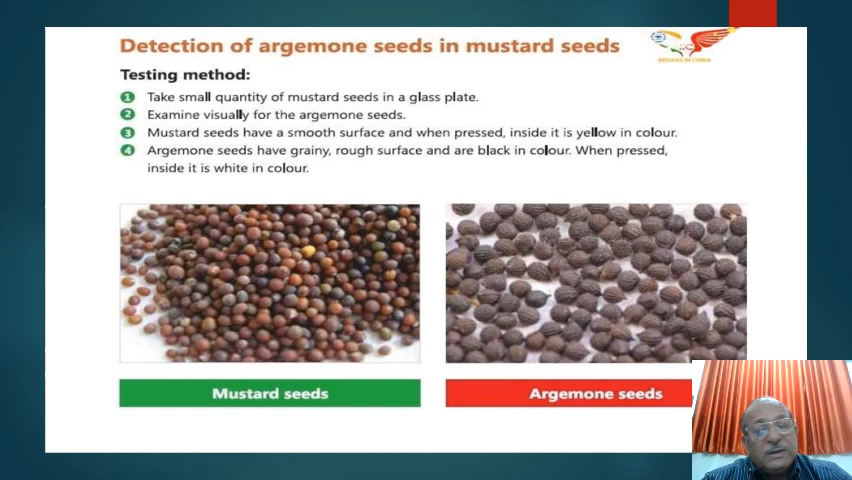 Detection of argemone seeds in mustard seeds
INDIANS IN CHINA
Testing method:
1 Take small quantity of mustard seeds in a glass plate.
2 Examine visually for the argemone seeds.
3 Mustard seeds have a smooth surface and when pressed, inside it is yellow in colour.
4 Argemone seeds have grainy, rough surface and are black in colour. When pressed,
inside it is white in colour.
Mustard seeds
Argemone seeds